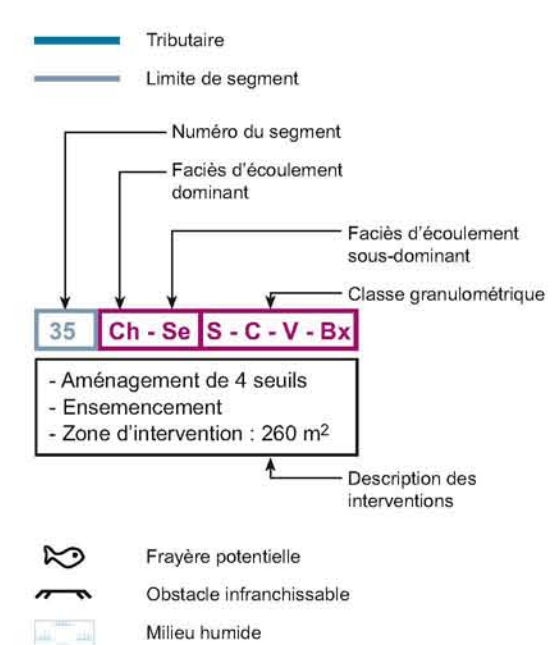 Tributaire
Limite de segment
Numéro du segment
Faciès d'écoulement
dominant
Faciès d'écoulement
sous-dominant
Classe granulométrique
35 Ch - Se S - C - V - Bx
- Aménagement de 4 seuils
- Ensemencement
- Zone d'intervention : 260 m²
Description des
interventions
Frayère potentielle
Obstacle infranchissable
Milieu humide